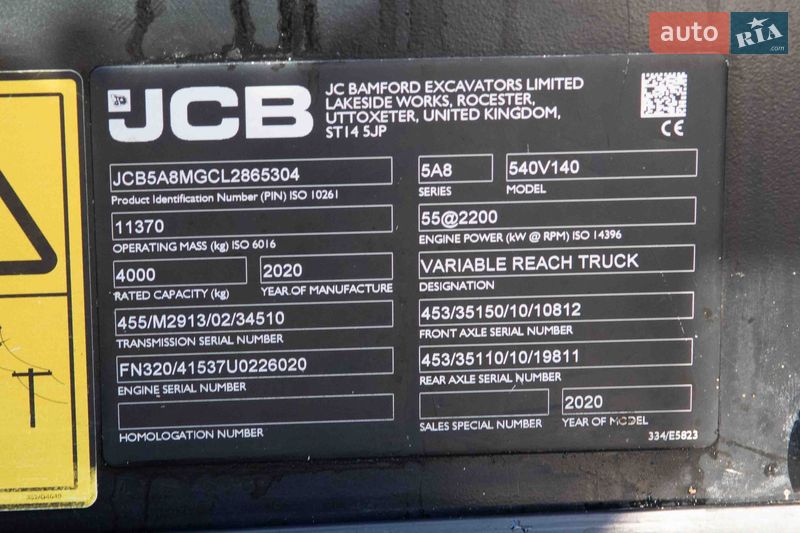 auto RIA.com
JCB
JC BAMFORD EXCAVATORS LIMITED
LAKESIDE WORKS, ROCESTER,
UTTOXETER, UNITED KINGDOM,
ST14 5JP
CE
JCB5A8MGCL2865304
Product Identification Number (PIN) ISO 10261
5A8
SERIES
540V140
MODEL
11370
OPERATING MASS (kg) ISO 6016
55@2200
ENGINE POWER (kW @ RPM) ISO 14396
4000
RATED CAPACITY (kg)
2020
YEAR OF MANUFACTURE
VARIABLE REACH TRUCK
DESIGNATION
455/M2913/02/34510
TRANSMISSION SERIAL NUMBER
453/35150/10/10812
FRONT AXLE SERIAL NUMBER
FN320/41537U0226020
ENGINE SERIAL NUMBER
453/35110/10/19811
REAR AXLE SERIAL NUMBER
HOMOLOGATION NUMBER
SALES SPECIAL NUMBER
2020
YEAR OF MODEL
334/E5823